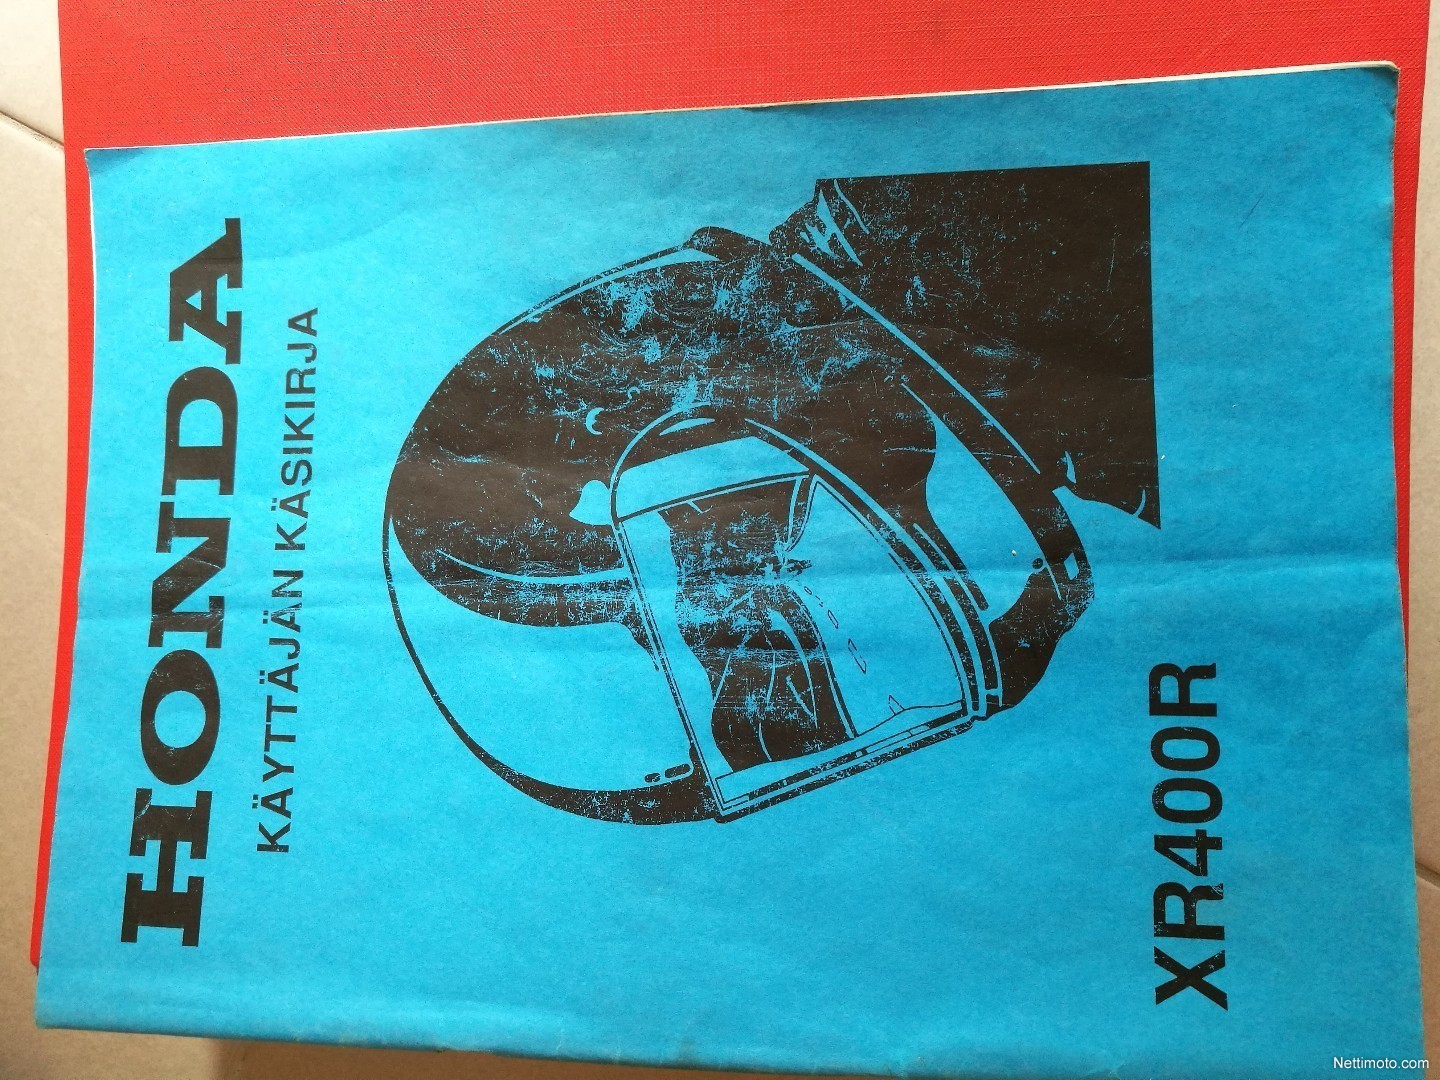 HONDA
KÄYTTÄJÄN KÄSIKIRJA
XR400R
Nettimoto.com